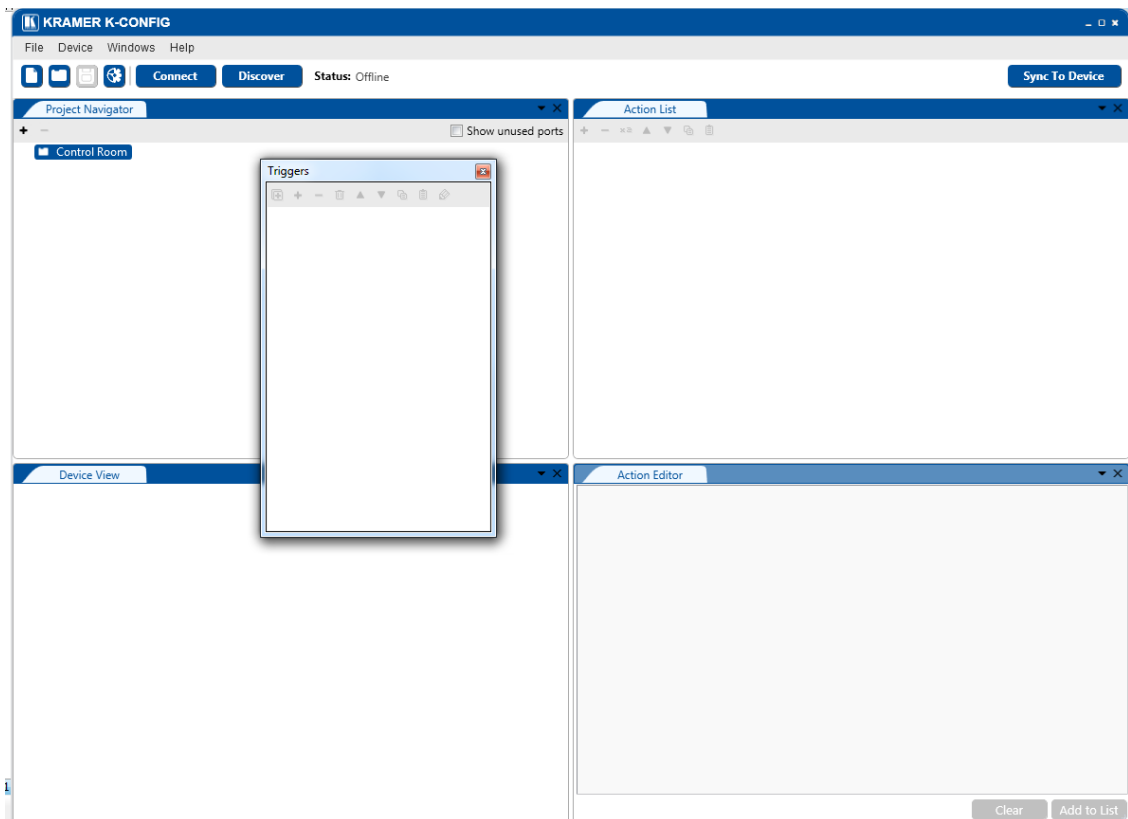 KRAMER K-CONFIG
File Device Windows Help
Connect Discover Status: Offline Sync To Device
Project Navigator
Show unused ports
Control Room
Action List
Triggers
Device View
Action Editor
1
Clear Add to List